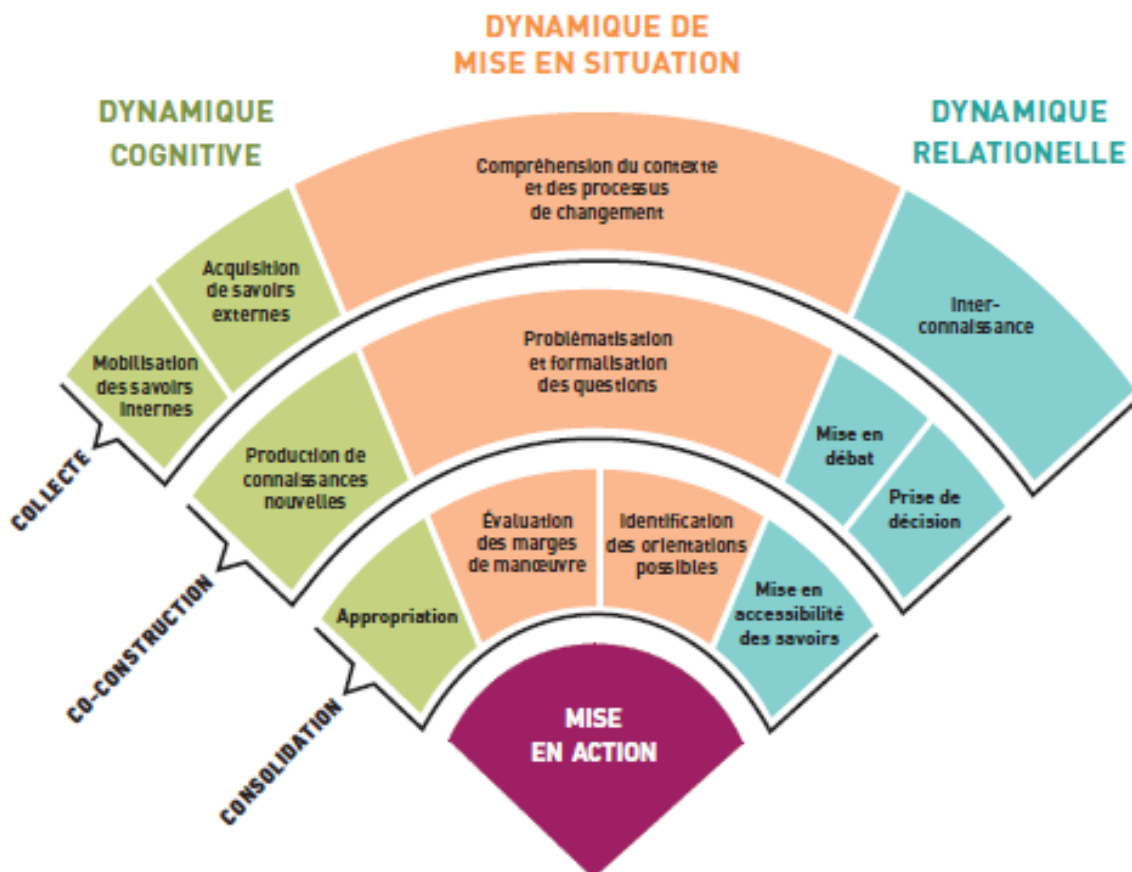 DYNAMIQUE DE
MISE EN SITUATION
DYNAMIQUE
COGNITIVE
DYNAMIQUE
RELATIONELLE
Compréhension du contexte
et des processus
de changement
Acquisition
de savoirs
externes
Mobilisation
des savoirs
internes
Inter-
connaissance
COLLECTE
Problématisation
et formalisation
des questions
Production de
connaissances
nouvelles
Mise en
débat
Prise de
décision
CO-CONSTRUCTION
Évaluation
des marges
de manœuvre
Identification
des orientations
possibles
Appropriation
Mise en
accessibilité
des savoirs
CONSOLIDATION
MISE
EN ACTION